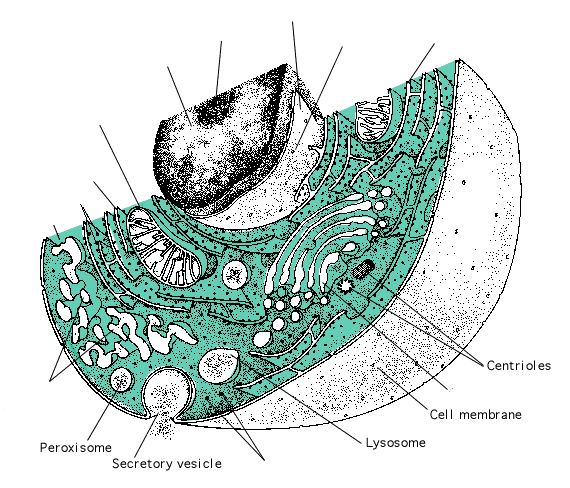 Centrioles
Cell membrane
Lysosome
Peroxisome
Secretory vesicle